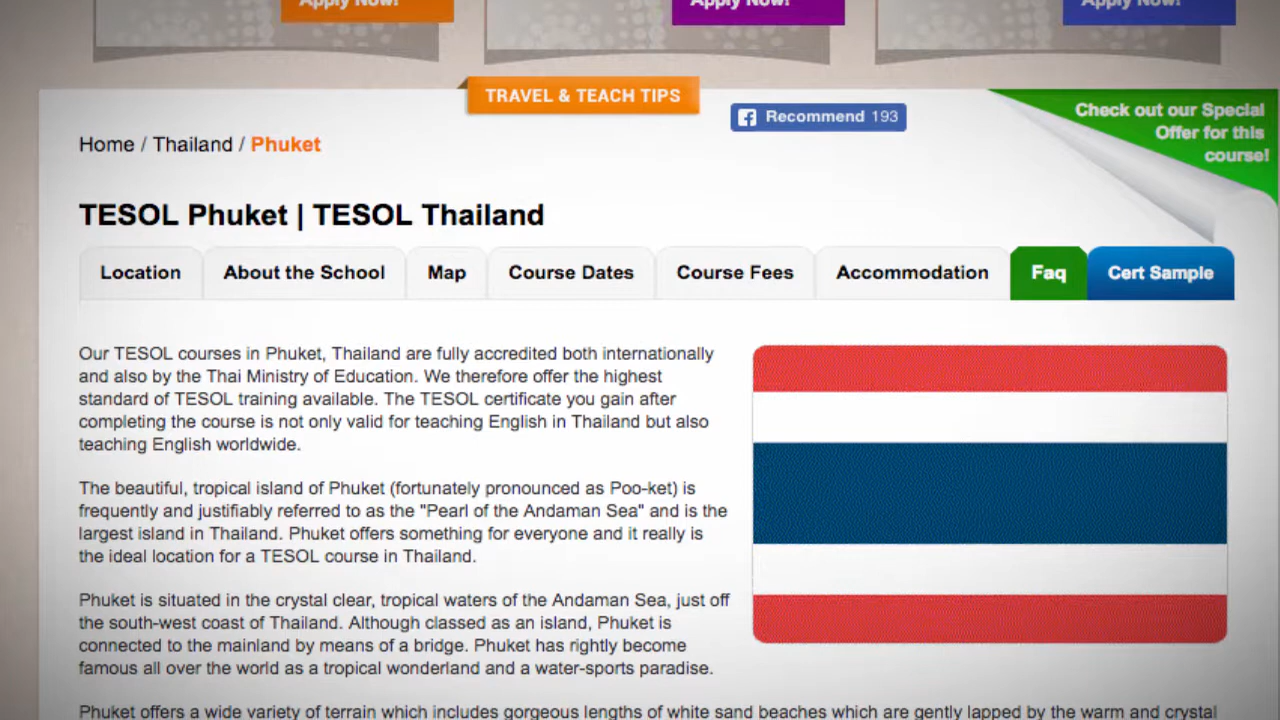 Apply Now!
Apply Now!
Apply Now!
TRAVEL & TEACH TIPS
Recommend 193
Check out our Special
Offer for this
course!
Home / Thailand / Phuket
TESOL Phuket | TESOL Thailand
Location
About the School
Map
Course Dates
Course Fees
Accommodation
Faq
Cert Sample
Our TESOL courses in Phuket, Thailand are fully accredited both internationally
and also by the Thai Ministry of Education. We therefore offer the highest
standard of TESOL training available. The TESOL certificate you gain after
completing the course is not only valid for teaching English in Thailand but also
teaching English worldwide.
The beautiful, tropical island of Phuket (fortunately pronounced as Poo-ket) is
frequently and justifiably referred to as the "Pearl of the Andaman Sea" and is the
largest island in Thailand. Phuket offers something for everyone and it really is
the ideal location for a TESOL course in Thailand.
Phuket is situated in the crystal clear, tropical waters of the Andaman Sea, just off
the south-west coast of Thailand. Although classed as an island, Phuket is
connected to the mainland by means of a bridge. Phuket has rightly become
famous all over the world as a tropical wonderland and a water-sports paradise.
Phuket offers a wide variety of terrain which includes gorgeous lengths of white sand beaches which are gently lapped by the warm and crystal